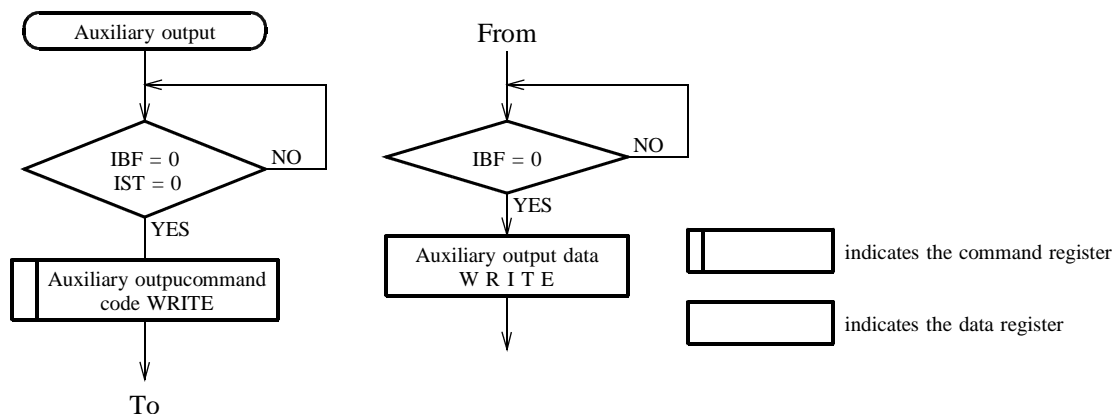 Auxiliary output
IBF = 0
IST = 0
NO
YES
Auxiliary outpucommand
code WRITE
To
From
IBF = 0
NO
YES
Auxiliary output data
W R I T E
indicates the command register
indicates the data register